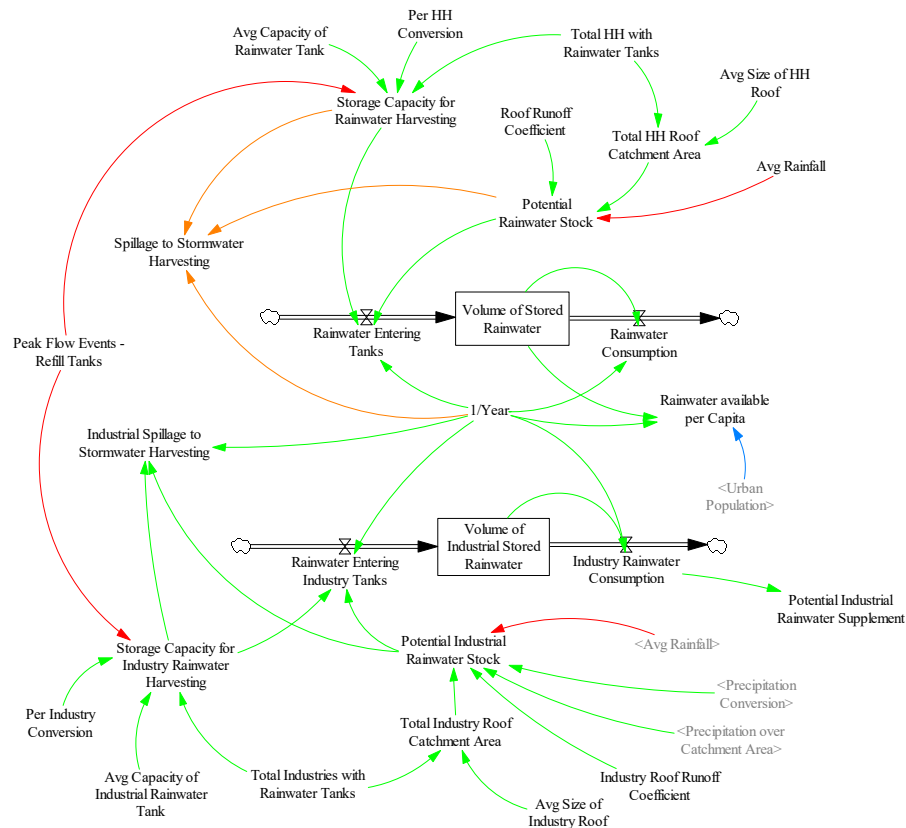 Per HH
Conversion
Avg Capacity of
Rainwater Tank
Total HH with
Rainwater Tanks
Avg Size of HH
Roof
Storage Capacity for
Rainwater Harvesting
Roof Runoff
Coefficient
Total HH Roof
Catchment Area
Avg Rainfall
Potential
Rainwater Stock
Spillage to Stormwater
Harvesting
Volume of Stored
Rainwater
Rainwater Entering
Tanks
Rainwater
Consumption
Peak Flow Events -
Refill Tanks
1/Year
Rainwater available
per Capita
Industrial Spillage to
Stormwater Harvesting
<Urban
Population>
Volume of
Industrial Stored
Rainwater
Rainwater Entering
Industry Tanks
Industry Rainwater
Consumption
Potential Industrial
Rainwater Supplement
Storage Capacity for
Industry Rainwater
Harvesting
Potential Industrial
Rainwater Stock
<Avg Rainfall>
<Precipitation
Conversion>
Per Industry
Conversion
Total Industry Roof
Catchment Area
<Precipitation over
Catchment Area>
Avg Capacity of
Industrial Rainwater
Tank
Total Industries with
Rainwater Tanks
Industry Roof Runoff
Coefficient
Avg Size of
Industry Roof